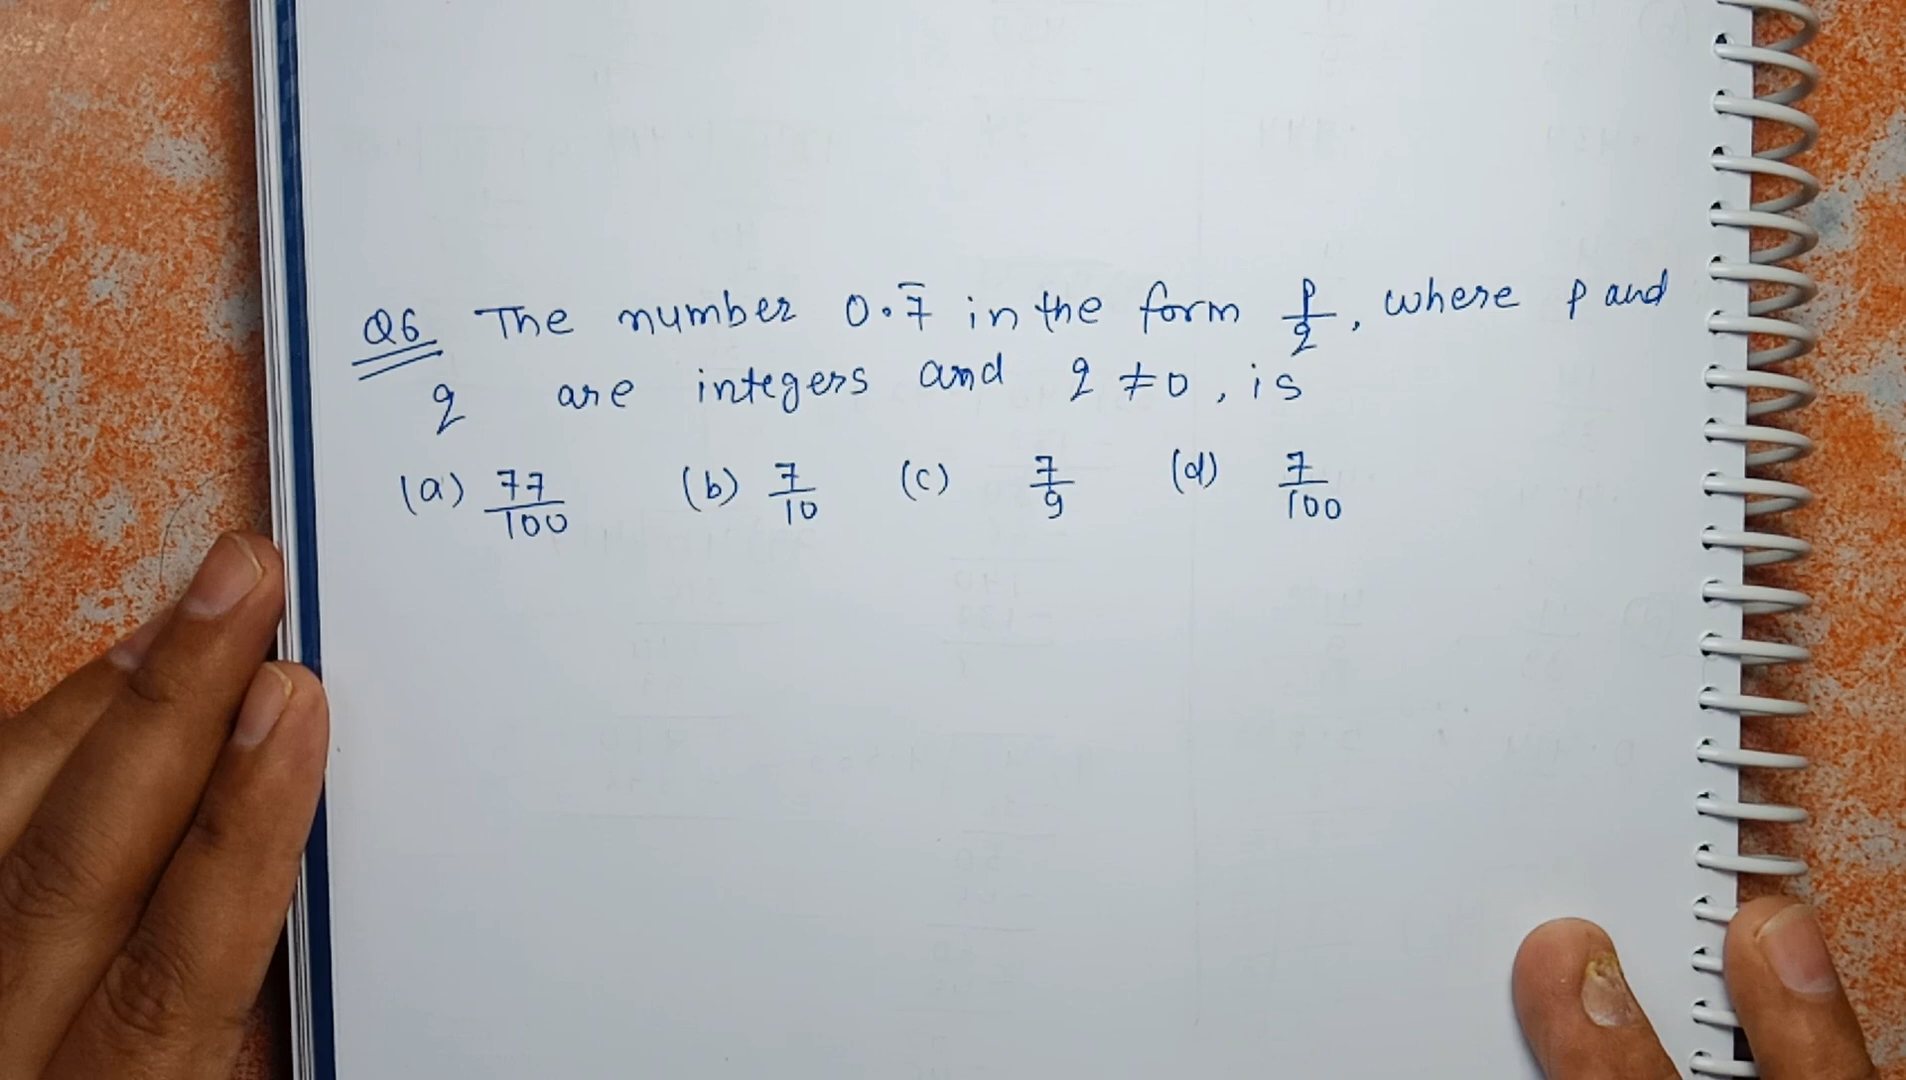 Q6 The number 0.7̅ in the form p/q, where p and
q are integers and q ≠ 0, is
(a) 77/100 (b) 7/10 (c) 7/9 (d) 7/100